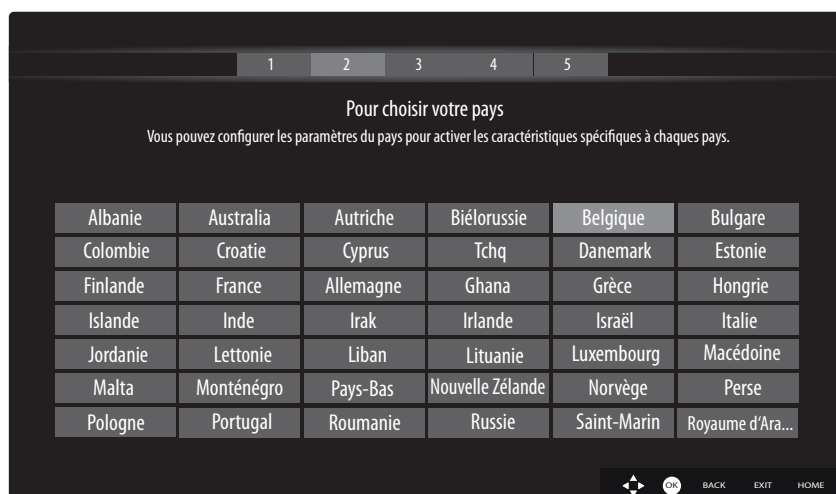 1 2 3 4 5
Pour choisir votre pays
Vous pouvez configurer les paramètres du pays pour activer les caractéristiques spécifiques à chaques pays.
Albanie Australia Autriche Biélorussie Belgique Bulgare
Colombie Croatie Cyprus Tchq Danemark Estonie
Finlande France Allemagne Ghana Grèce Hongrie
Islande Inde Irak Irlande Israël Italie
Jordanie Lettonie Liban Lituanie Luxembourg Macédoine
Malta Monténégro Pays-Bas Nouvelle Zélande Norvège Perse
Pologne Portugal Roumanie Russie Saint-Marin Royaume d‘Ara...
OK BACK EXIT HOME